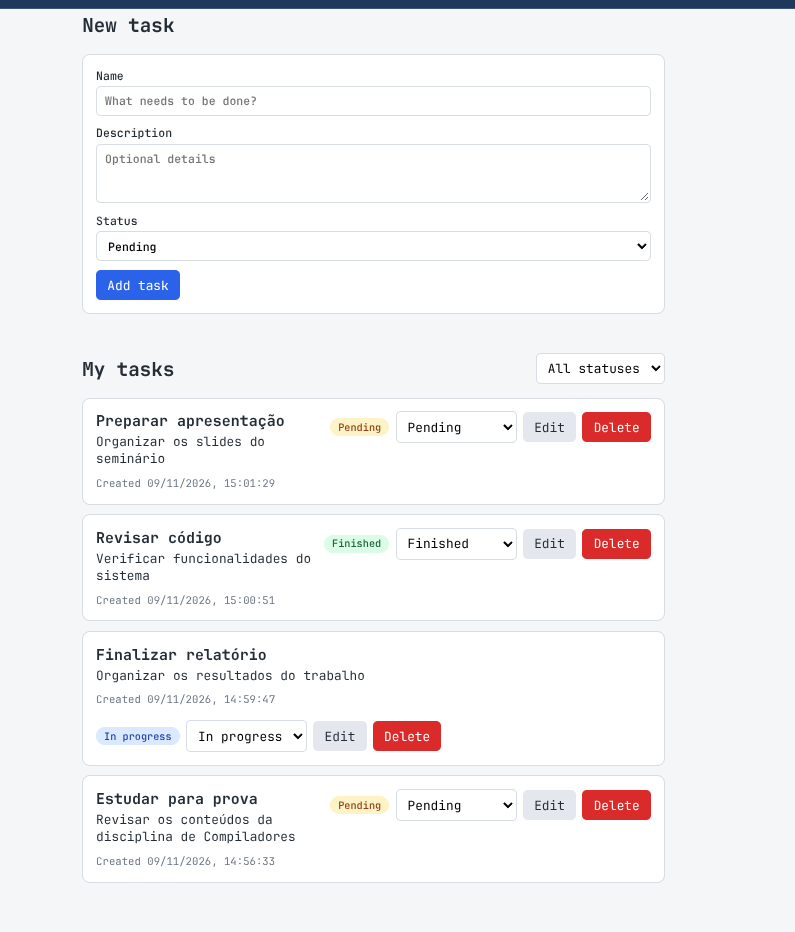 New task
Name
What needs to be done?
Description
Optional details
Status
Pending
Add task
My tasks
All statuses
Preparar apresentação
Organizar os slides do
seminário
Created 09/11/2026, 15:01:29
Pending
Pending
Edit
Delete
Revisar código
Verificar funcionalidades do
sistema
Created 09/11/2026, 15:00:51
Finished
Finished
Edit
Delete
Finalizar relatório
Organizar os resultados do trabalho
Created 09/11/2026, 14:59:47
In progress
In progress
Edit
Delete
Estudar para prova
Revisar os conteúdos da
disciplina de Compiladores
Created 09/11/2026, 14:56:33
Pending
Pending
Edit
Delete